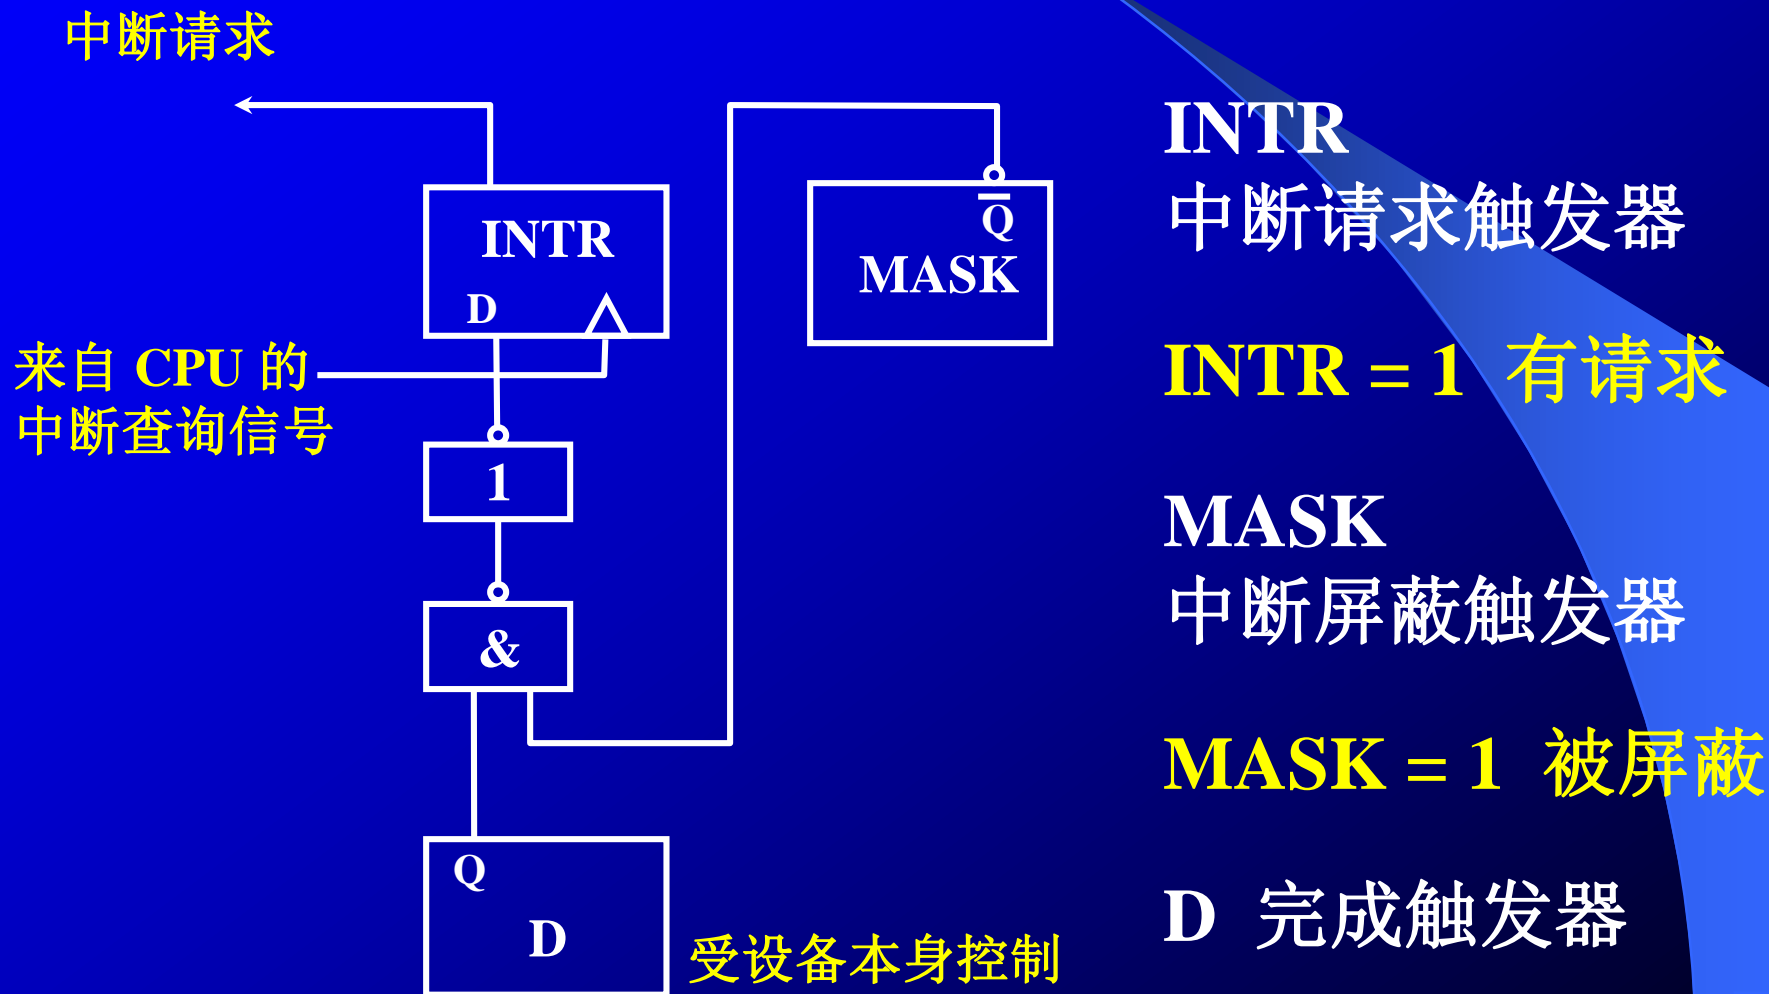 中断请求
INTR
D
来自 CPU 的
中断查询信号
1
&
Q
D
受设备本身控制
Q̅
MASK
INTR
中断请求触发器
INTR = 1 有请求
MASK
中断屏蔽触发器
MASK = 1 被屏蔽
D 完成触发器